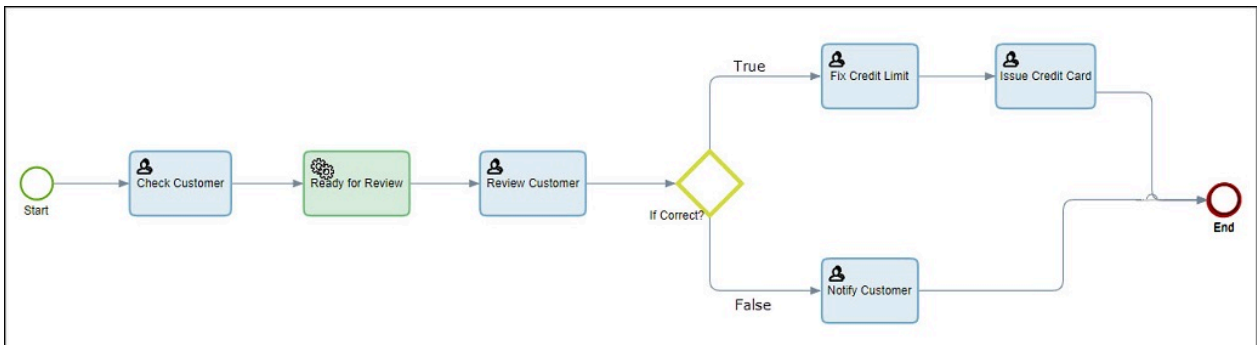 True
Fix Credit Limit
Issue Credit Card
Check Customer
Ready for Review
Review Customer
Start
If Correct?
End
Notify Customer
False